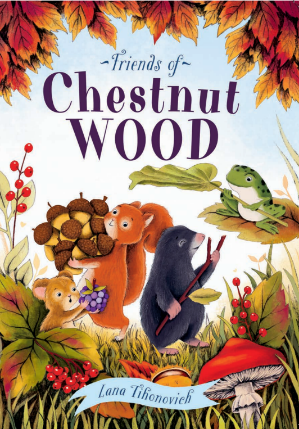 ~Friends of~
Chestnut
WOOD
Lana Tihonovich